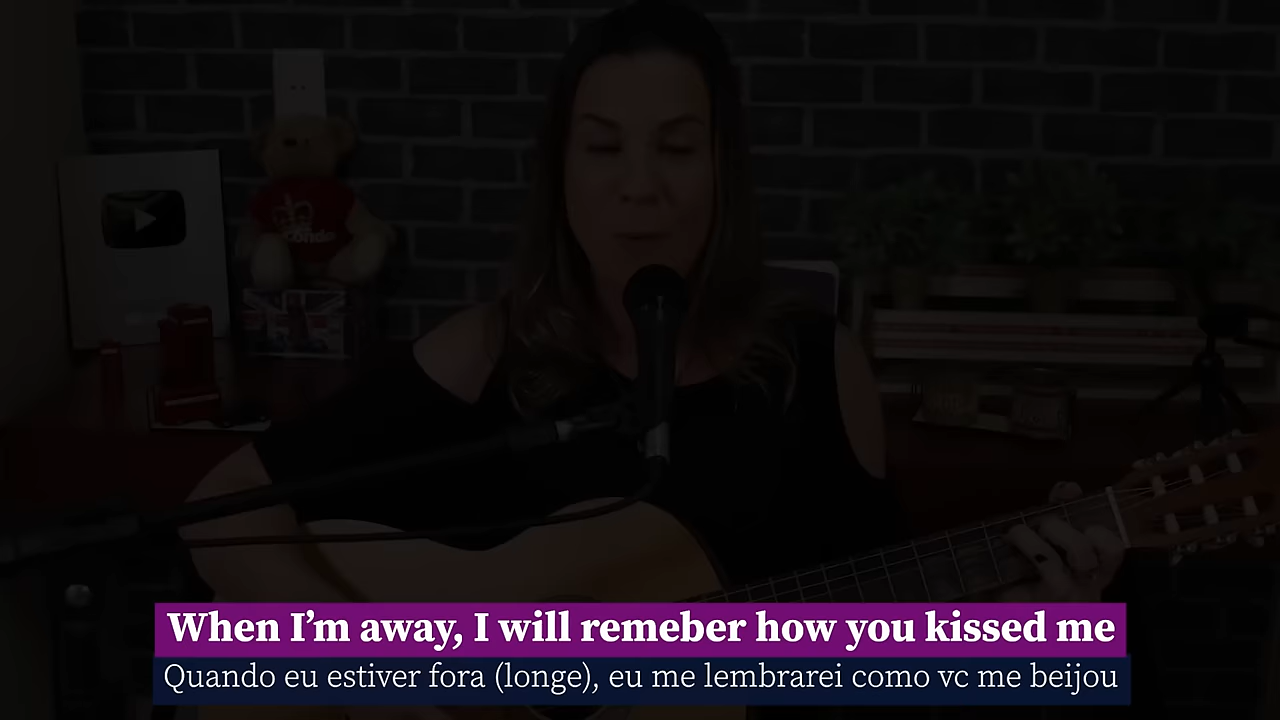 When I’m away, I will remeber how you kissed me
Quando eu estiver fora (longe), eu me lembrarei como vc me beijou